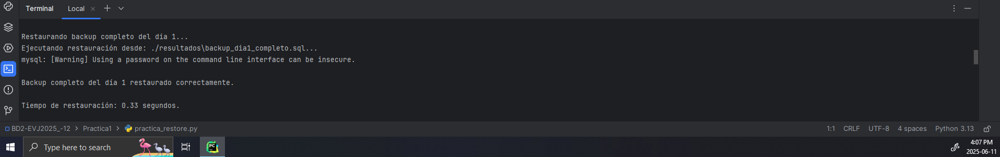 Terminal Local
Restaurando backup completo del día 1...
Ejecutando restauración desde: ./resultados\backup_dia1_completo.sql...
mysql: [Warning] Using a password on the command line interface can be insecure.
Backup completo del día 1 restaurado correctamente.
Tiempo de restauración: 0.33 segundos.
BD2-EVJ2025_-12 > Practica1 > practica_restore.py 1:1 CRLF UTF-8 4 spaces Python 3.13
Type here to search PC 4:07 PM
2025-06-11